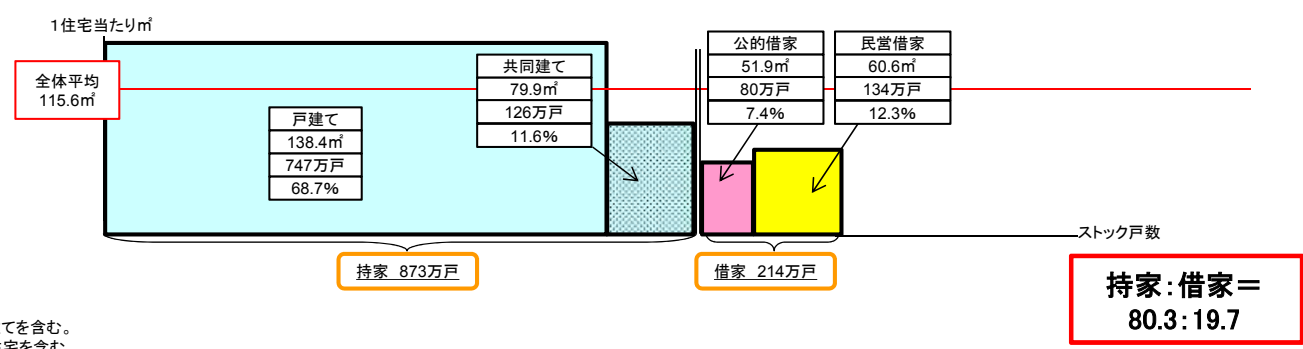 1住宅当たり㎡
全体平均
115.6㎡
戸建て
138.4㎡
747万戸
68.7%
共同建て
79.9㎡
126万戸
11.6%
公的借家
51.9㎡
80万戸
7.4%
民営借家
60.6㎡
134万戸
12.3%
ストック戸数
持家 873万戸
借家 214万戸
持家:借家=
80.3:19.7
てを含む。
宅を含む